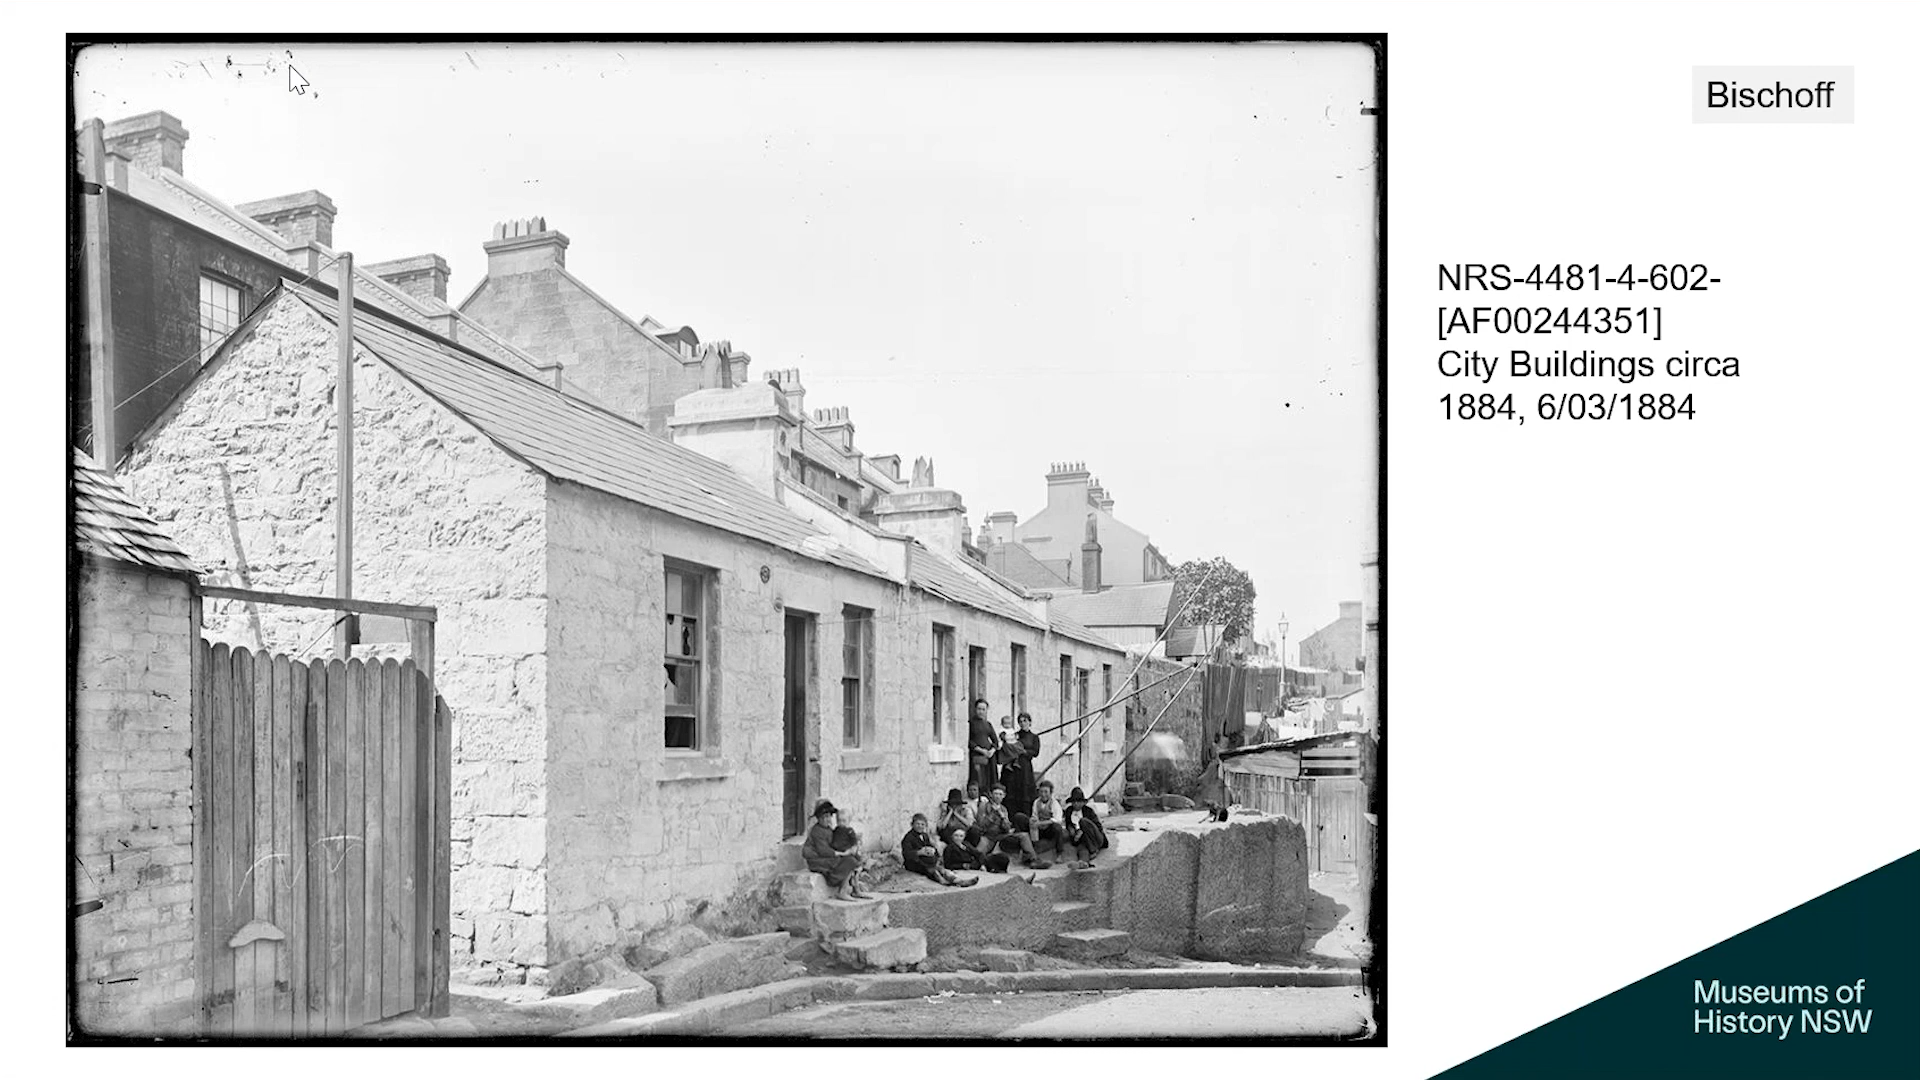 Bischoff
NRS-4481-4-602-
[AF00244351]
City Buildings circa
1884, 6/03/1884
Museums of
History NSW